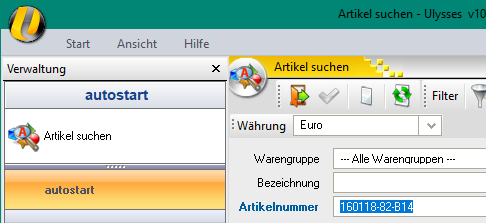 Artikel suchen - Ulysses v10
Start Ansicht Hilfe
Verwaltung
autostart
Artikel suchen
autostart
Artikel suchen
Filter
Währung Euro
Warengruppe --- Alle Warengruppen ---
Bezeichnung
Artikelnummer 160118-82-B14